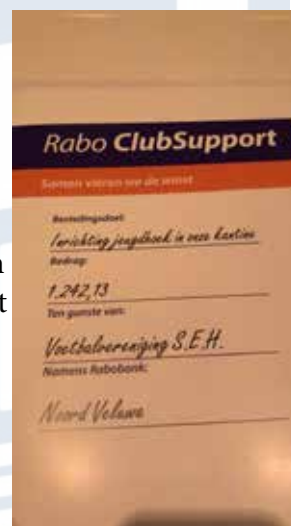 Rabo ClubSupport
Samen vieren we de winst
Bestedingsdoel:
Inrichting jeugdhoek in onze kantine
Bedrag:
1.242,13
Ten gunste van:
Voetbalvereniging S.E.H.
Namens Rabobank:
Noord Veluwe
n
t